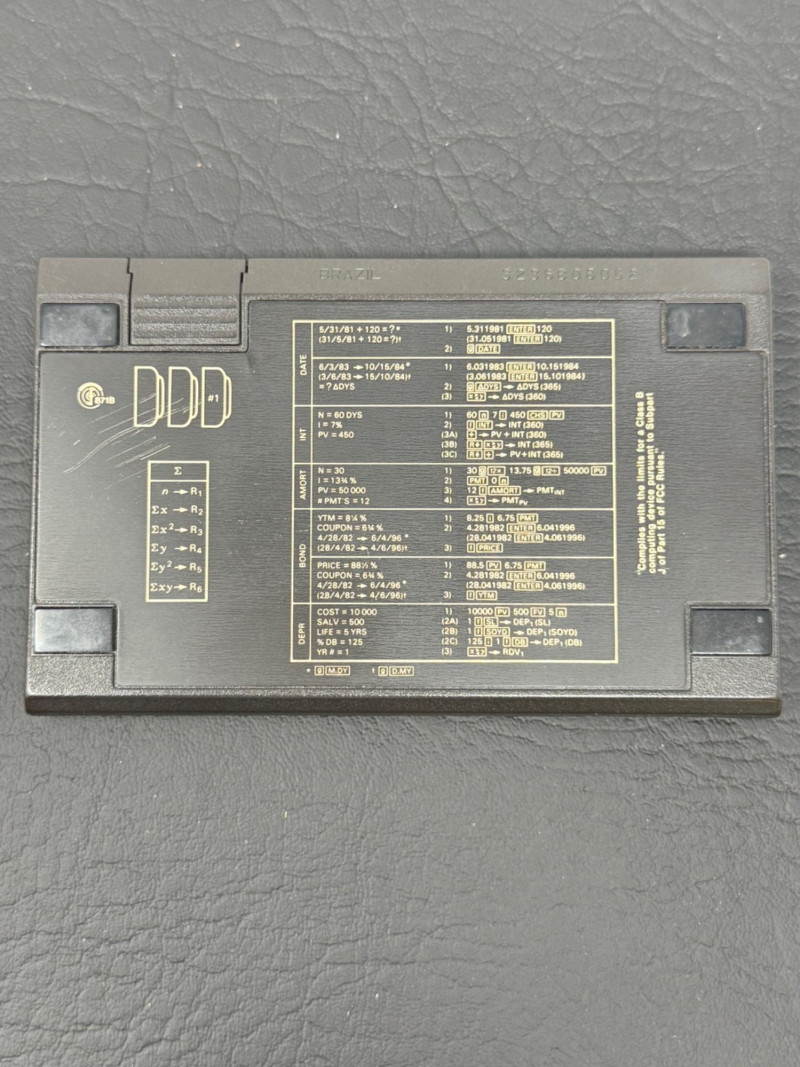 BRAZIL
#1
Σ
n → R₁
Σx → R₂
Σx² → R₃
Σy → R₄
Σy² → R₅
Σxy → R₆
DATE
5/31/81 + 120 = ?* 1) 5.311981 ENTER 120
(31/5/81 + 120 = ?)† (31.051981 ENTER 120)
2) g DATE
6/3/83 → 10/15/84* 1) 6.031983 ENTER 10.151984
(3/6/83 → 15/10/84)† (3.061983 ENTER 15.101984)
= ? ΔDYS 2) g ΔDYS → ΔDYS (365)
(3) x≷y → ΔDYS (360)
INT
N = 60 DYS 1) 60 n 7 i 450 CHS PV
I = 7% 2) f INT → INT (360)
PV = 450 (3A) + → PV + INT (360)
(3B) R↓ x≷y → INT (365)
(3C) R↓ + → PV+INT (365)
AMORT
N = 30 1) 30 g 12× 13.75 g 12÷ 50000 PV
I = 13¾ % 2) PMT 0 n
PV = 50 000 3) 12 f AMORT → PMT INT
# PMT'S = 12 4) x≷y → PMT PV
BOND
YTM = 8¼ % 1) 8.25 i 6.75 PMT
COUPON = 6¾ % 2) 4.281982 ENTER 6.041996
4/28/82 → 6/4/96 * (28.041982 ENTER 4.061996)
(28/4/82 → 4/6/96)† 3) f PRICE
PRICE = 88½ % 1) 88.5 PV 6.75 PMT
COUPON = 6¾ % 2) 4.281982 ENTER 6.041996
4/28/82 → 6/4/96 * (28.041982 ENTER 4.061996)
(28/4/82 → 4/6/96)† 3) f YTM
DEPR
COST = 10 000 1) 10000 PV 500 FV 5 n
SALV = 500 (2A) 1 f SL → DEP₁ (SL)
LIFE = 5 YRS (2B) 1 f SOYD → DEP₁ (SOYD)
% DB = 125 (2C) 125 i 1 f DB → DEP₁ (DB)
YR # = 1 (3) x≷y → RDV₁
* g M.DY † g D.MY
"Complies with the limits for a Class B
computing device pursuant to Subpart
J of Part 15 of FCC Rules."